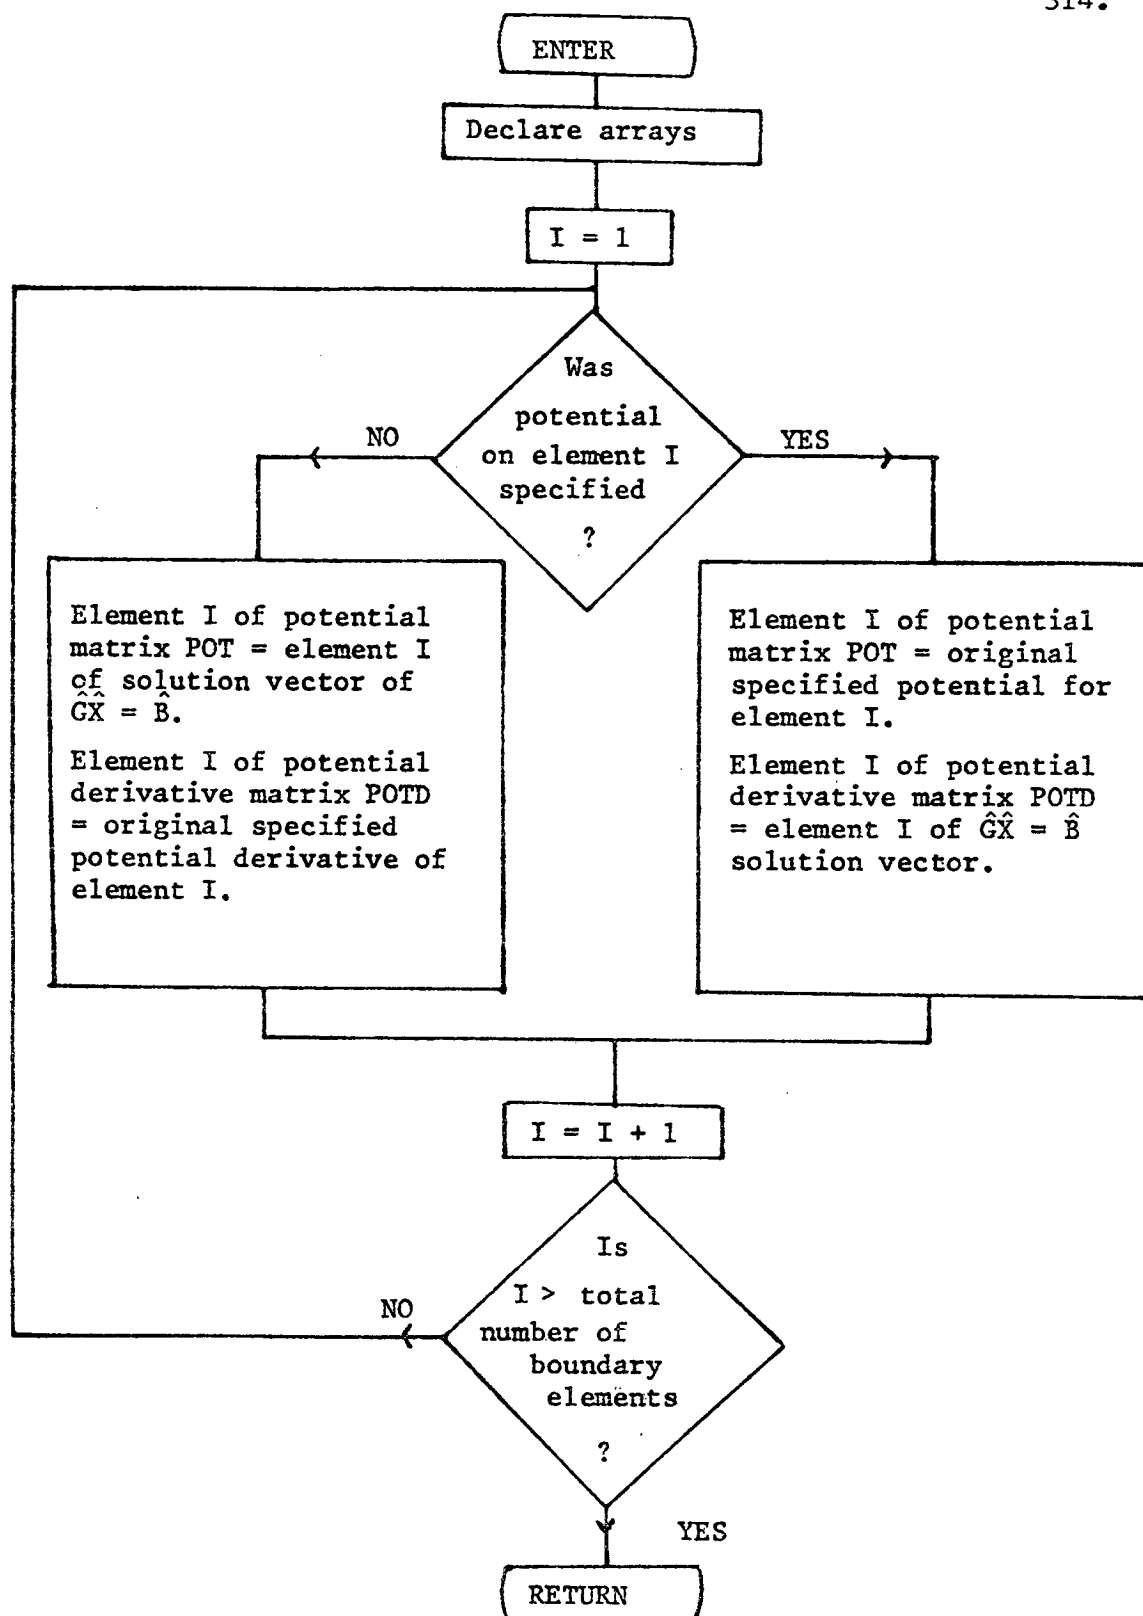 314.
ENTER
Declare arrays
I = 1
Was
potential
on element I
specified
?
NO
YES
Element I of potential
matrix POT = element I
of solution vector of
ĜX̂ = B̂.
Element I of potential
derivative matrix POTD
= original specified
potential derivative of
element I.
Element I of potential
matrix POT = original
specified potential for
element I.
Element I of potential
derivative matrix POTD
= element I of ĜX̂ = B̂
solution vector.
I = I + 1
Is
I > total
number of
boundary
elements
?
NO
YES
RETURN